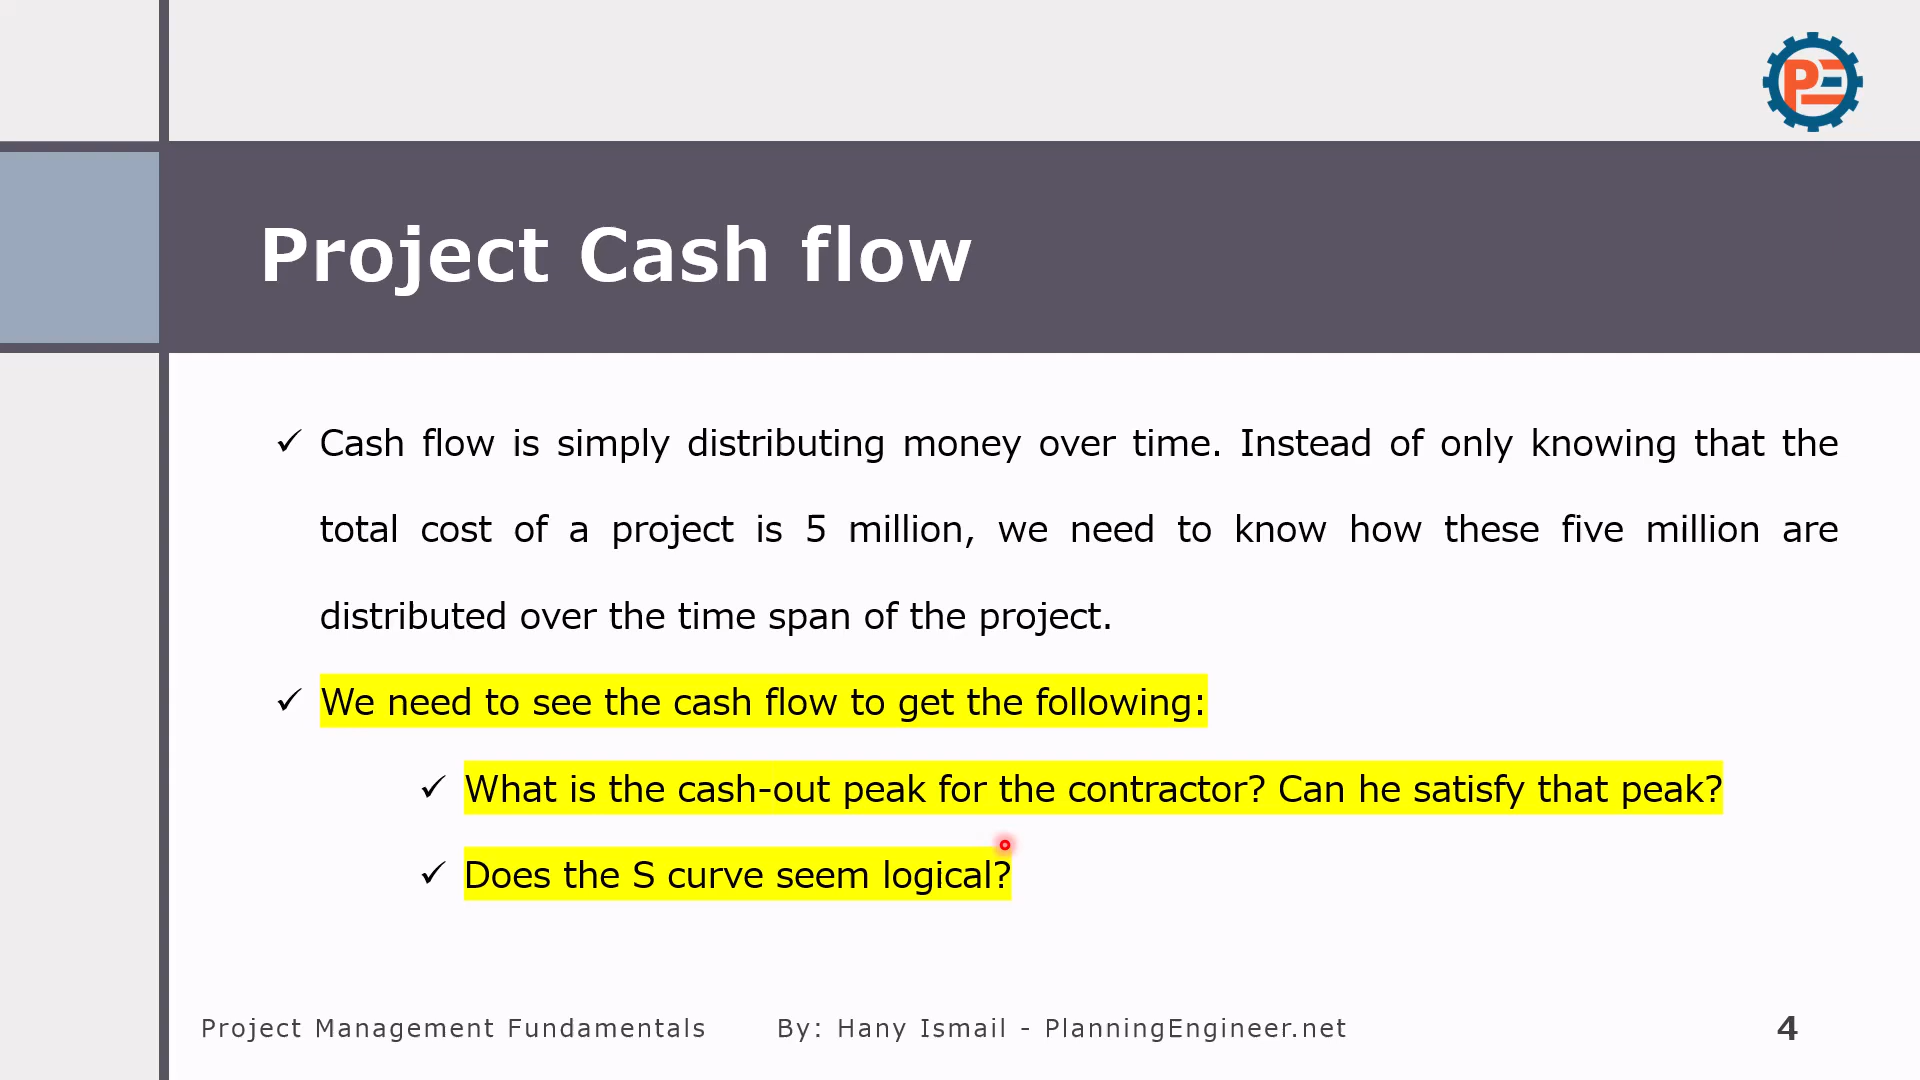 PE
Project Cash flow
✓ Cash flow is simply distributing money over time. Instead of only knowing that the
total cost of a project is 5 million, we need to know how these five million are
distributed over the time span of the project.
✓ We need to see the cash flow to get the following:
✓ What is the cash-out peak for the contractor? Can he satisfy that peak?
✓ Does the S curve seem logical?
Project Management Fundamentals By: Hany Ismail - PlanningEngineer.net 4